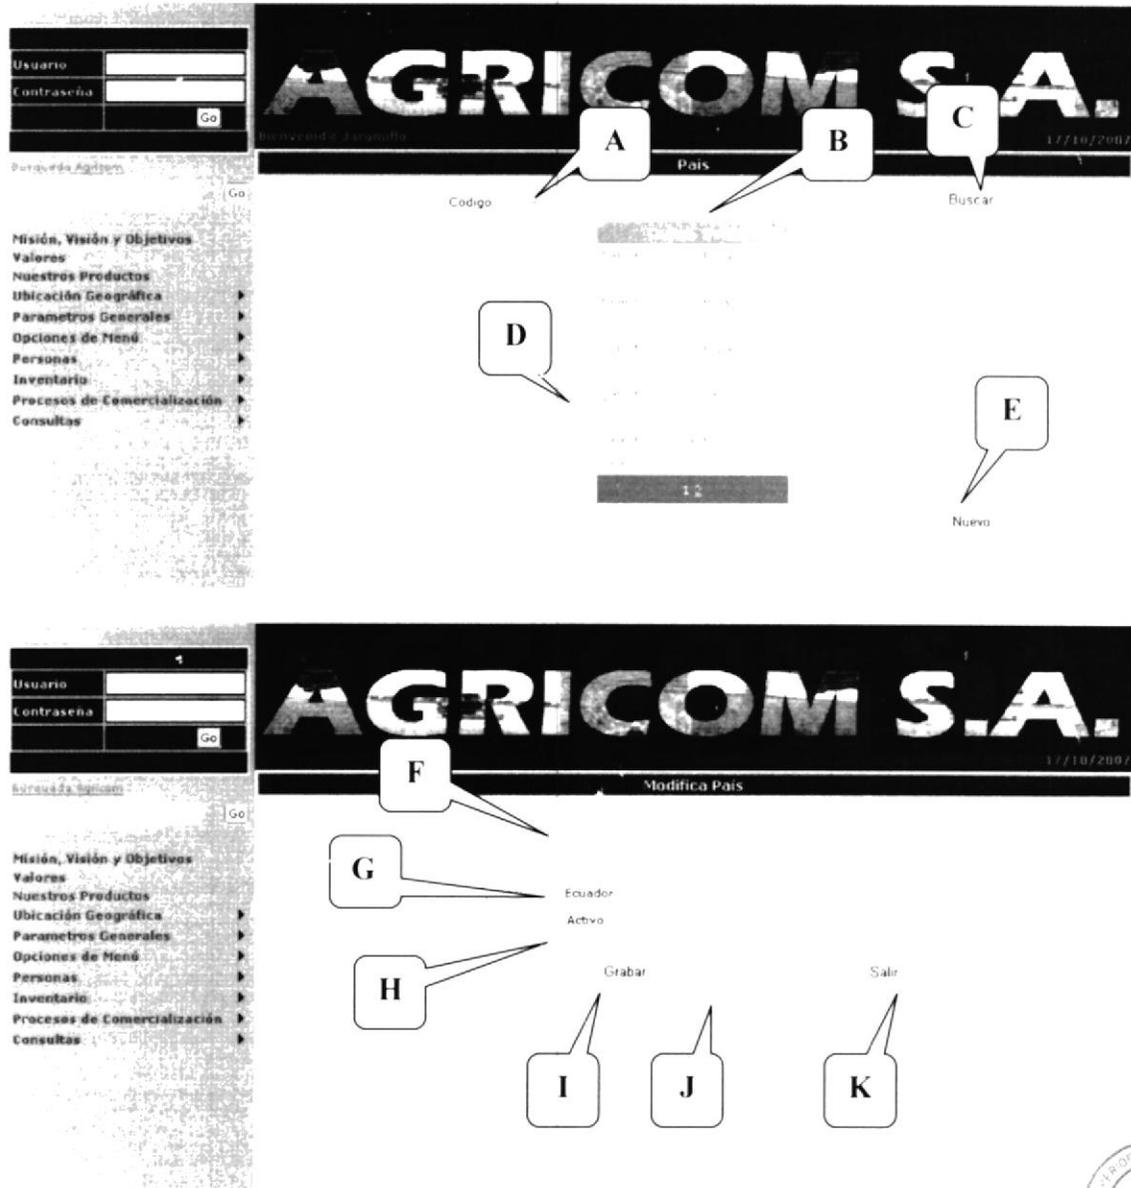 AGRICOM S.A.
Usuario
Contraseña
Go
17/10/2007
A
B
C
País
Go
Codigo
Buscar
Misión, Visión y Objetivos
Valores
Nuestros Productos
Ubicación Geográfica
Parametros Generales
Opciones de Menú
Personas
Inventario
Procesos de Comercialización
Consultas
D
E
1 2
Nuevo
AGRICOM S.A.
Usuario
Contraseña
Go
17/10/2007
F
Modifica País
Go
Misión, Visión y Objetivos
Valores
Nuestros Productos
Ubicación Geográfica
Parametros Generales
Opciones de Menú
Personas
Inventario
Procesos de Comercialización
Consultas
G
Ecuador
Activo
H
Grabar
Salir
I
J
K